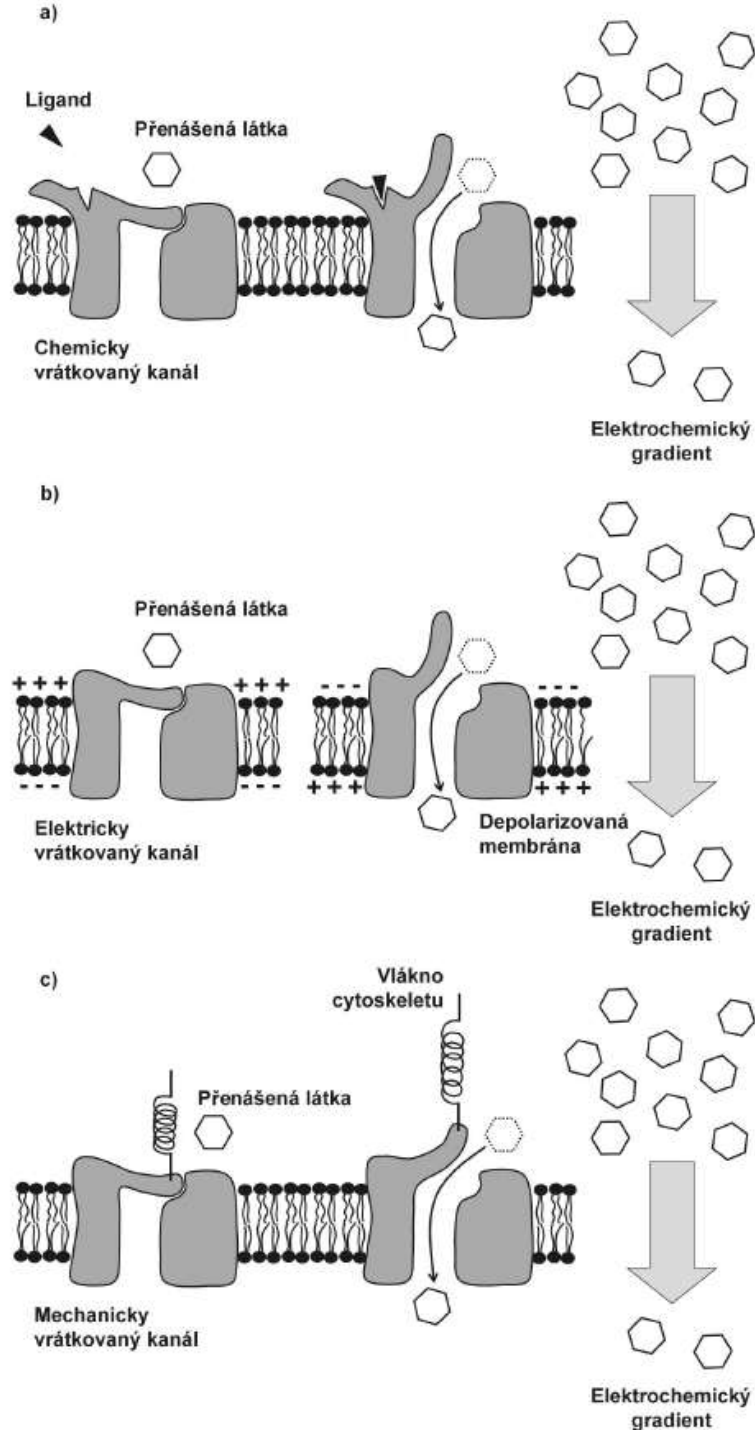 a)
Ligand
Přenášená látka
Chemicky
vrátkovaný kanál
Elektrochemický
gradient
b)
Přenášená látka
+ + +
+ + +
- - -
- - -
- - -
- - -
+ + +
+ + +
Elektricky
vrátkovaný kanál
Depolarizovaná
membrána
Elektrochemický
gradient
c)
Vlákno
cytoskeletu
Přenášená látka
Mechanicky
vrátkovaný kanál
Elektrochemický
gradient